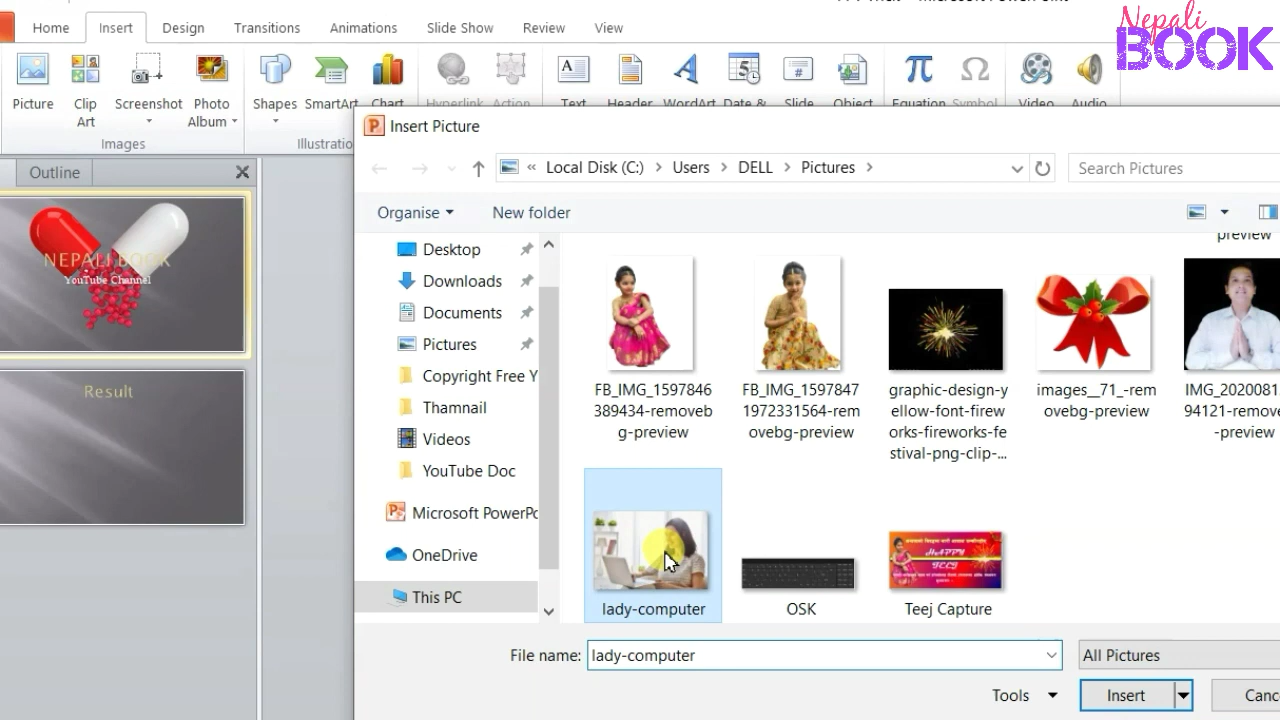 Nepali
BOOK
Home Insert Design Transitions Animations Slide Show Review View
Picture Clip Art Screenshot Photo Album Shapes SmartArt Chart Hyperlink Action Text Header WordArt Date & Slide Object Equation Symbol Video Audio
Images
Illustratio
Insert Picture
Outline
« Local Disk (C:) > Users > DELL > Pictures >
Search Pictures
Organise
New folder
NEPALI BOOK
YouTube Channel
Result
Desktop
Downloads
Documents
Pictures
Copyright Free Y
Thamnail
Videos
YouTube Doc
Microsoft PowerPo
OneDrive
This PC
preview
FB_IMG_1597846
389434-removeb
g-preview
FB_IMG_1597847
1972331564-rem
ovebg-preview
graphic-design-y
ellow-font-firew
orks-fireworks-fe
stival-png-clip-...
images__71_-rem
ovebg-preview
IMG_2020081
94121-remove
-preview
HAPPY
TEEJ
lady-computer
OSK
Teej Capture
File name: lady-computer
All Pictures
Tools
Insert
Canc